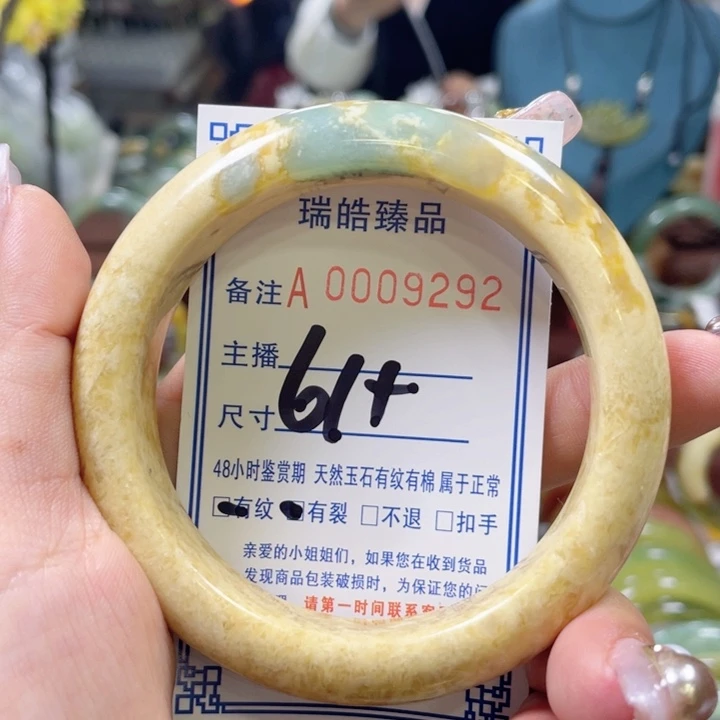 瑞皓臻品
备注A 0009292
主播
尺寸 61+
48小时鉴赏期 天然玉石有纹有棉 属于正常
有纹 有裂 □不退 □扣手
亲爱的小姐姐们，如果您在收到货品
发现商品包装破损时，为保证您的
请第一时间联系客